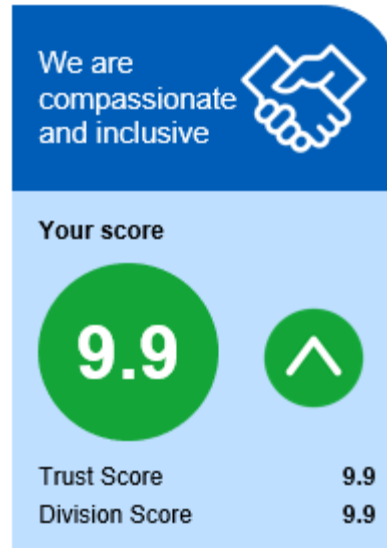 We are
compassionate
and inclusive
Your score
9.9
Trust Score 9.9
Division Score 9.9